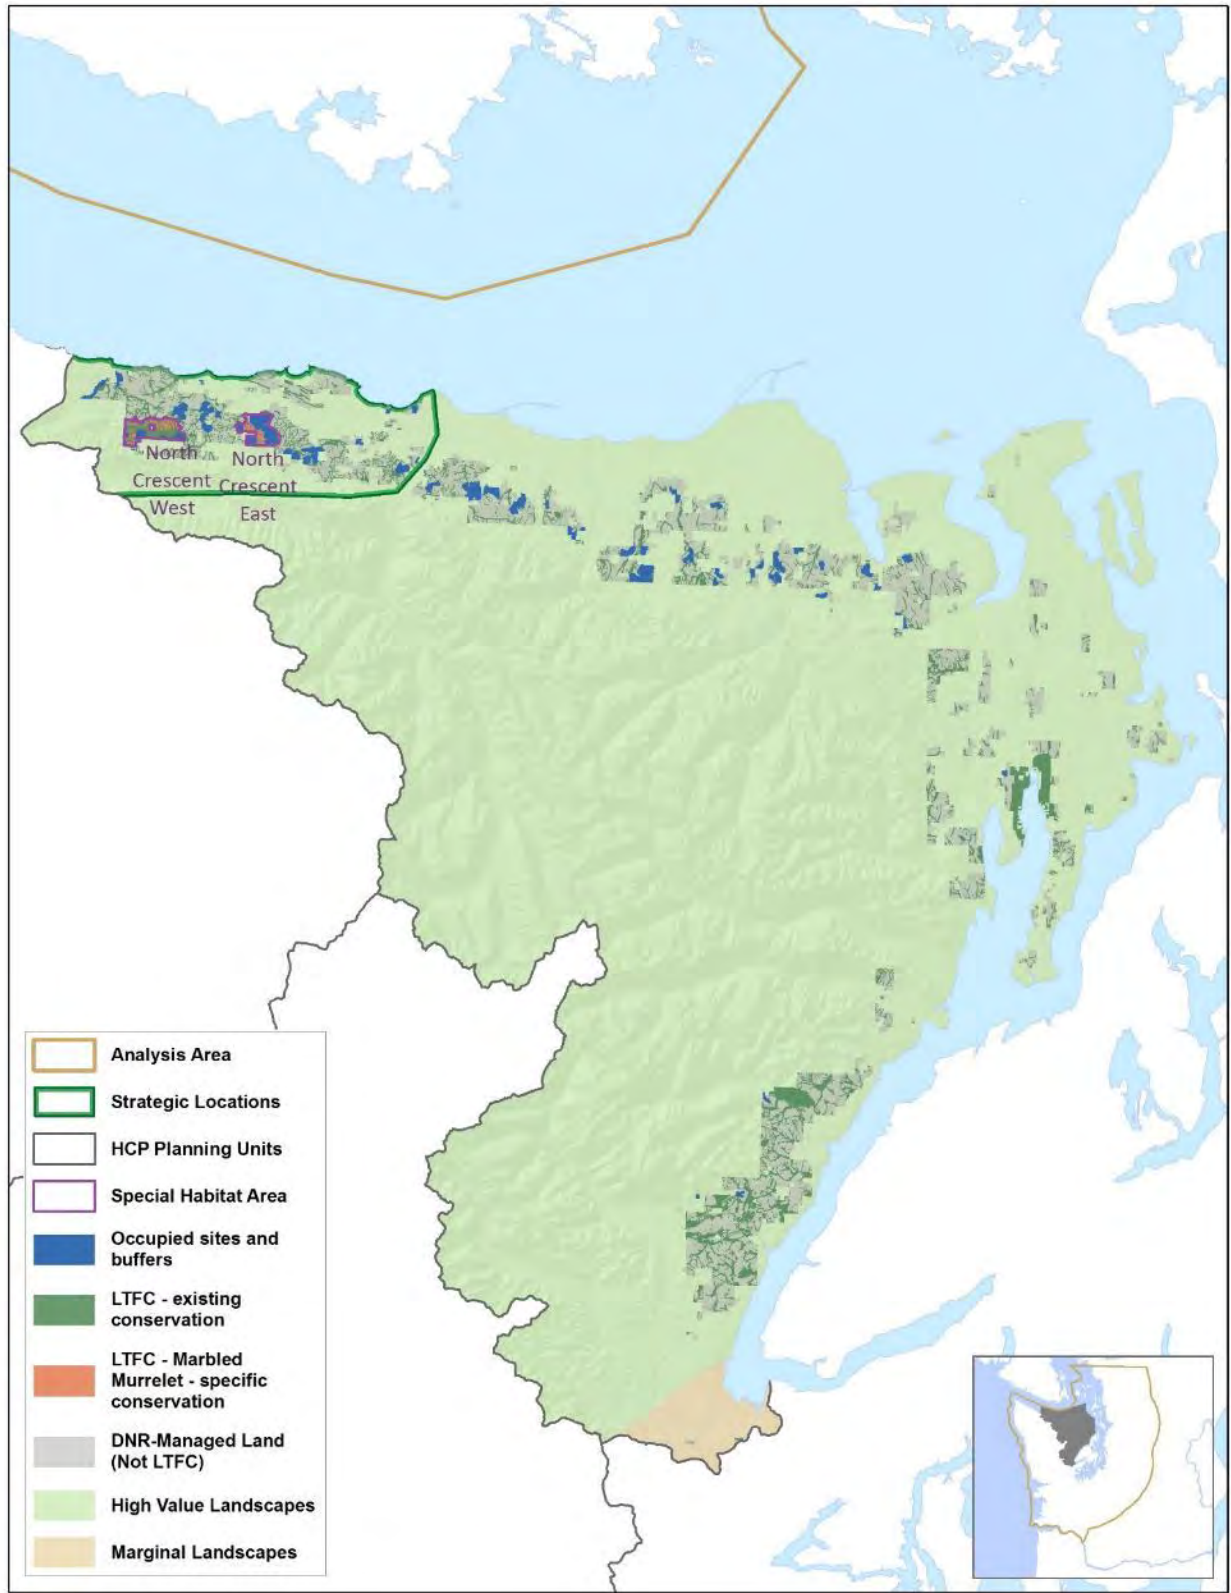 North
Crescent
West
North
Crescent
East
Analysis Area
Strategic Locations
HCP Planning Units
Special Habitat Area
Occupied sites and
buffers
LTFC - existing
conservation
LTFC - Marbled
Murrelet - specific
conservation
DNR-Managed Land
(Not LTFC)
High Value Landscapes
Marginal Landscapes